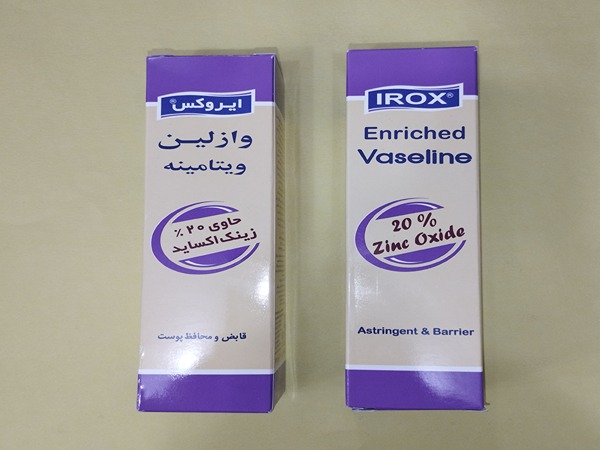 ایروکس®
وازلین
ویتامینه
حاوی ۲۰ ٪
زینک اکساید
قابض و محافظ پوست
IROX®
Enriched
Vaseline
20 %
Zinc Oxide
Astringent & Barrier